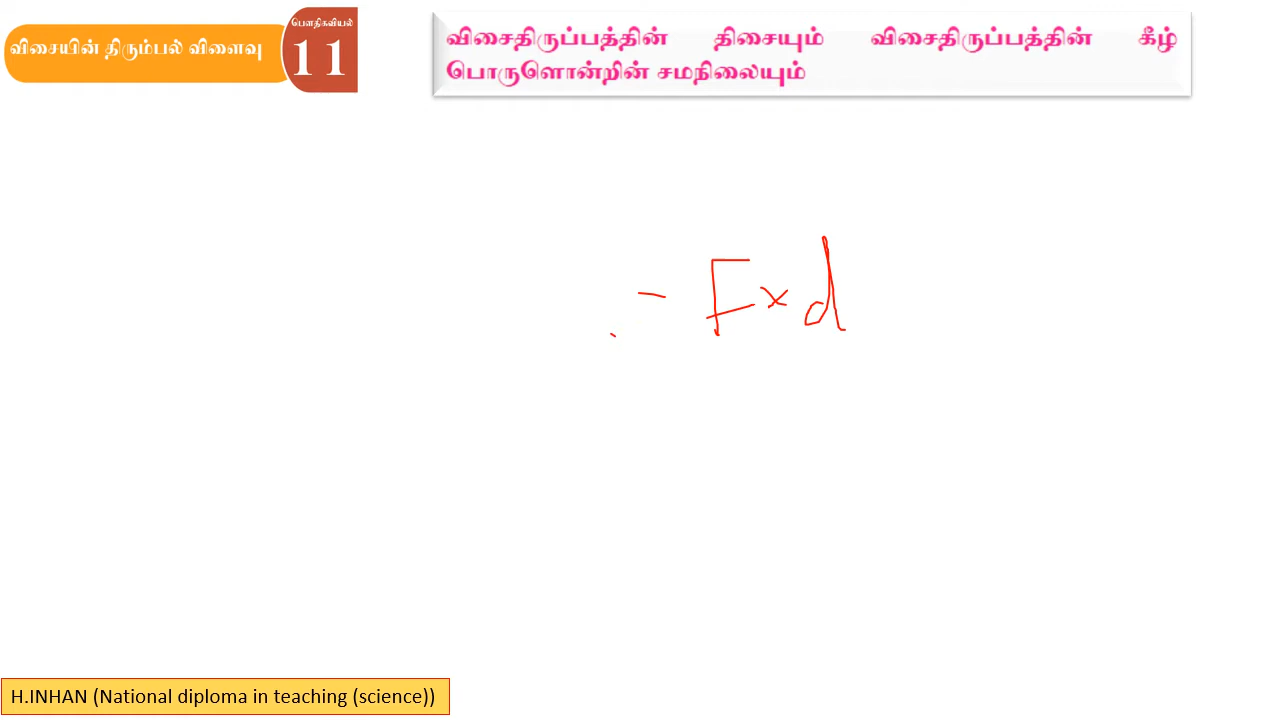 விசையின் திரும்பல் விளைவு
பௌதிகவியல்
11
விசைதிருப்பத்தின் திசையும் விசைதிருப்பத்தின் கீழ்
பொருளொன்றின் சமநிலையும்
- F x d
H.INHAN (National diploma in teaching (science))